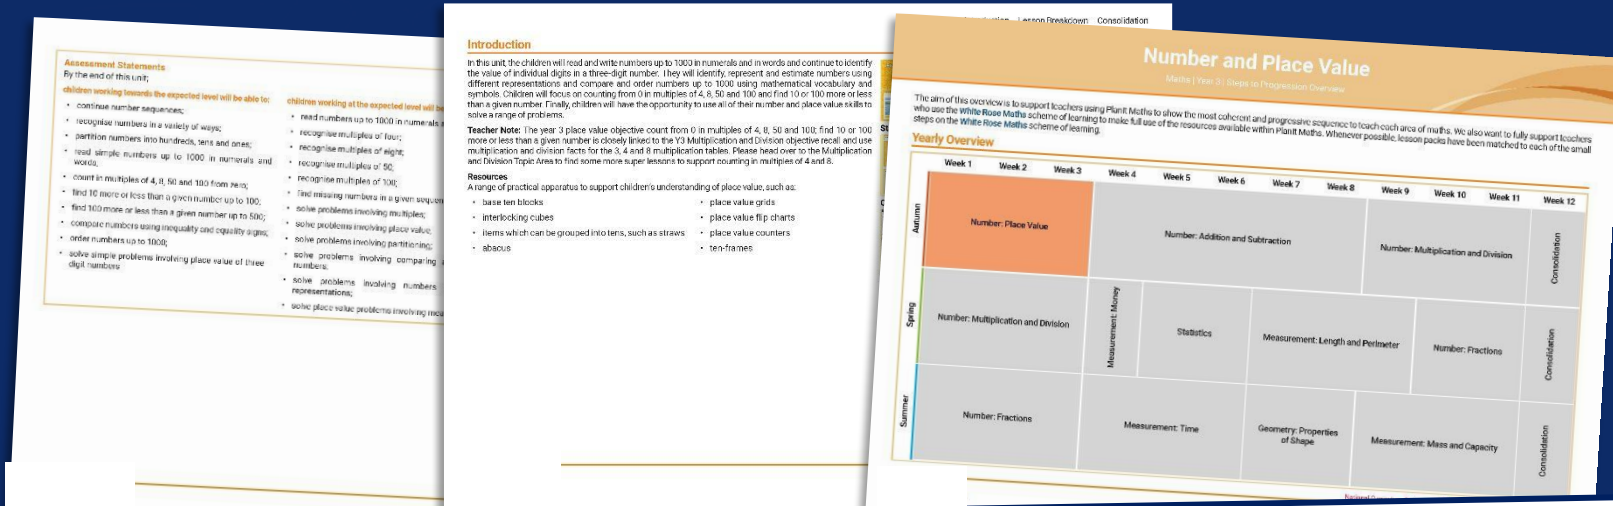 Assessment Statements
By the end of this unit;
children working towards the expected level will be able to:
continue number sequences;
recognise numbers in a variety of ways;
partition numbers into hundreds, tens and ones;
read simple numbers up to 1000 in numerals and
words;
count in multiples of 4, 8, 50 and 100 from zero;
find 10 more or less than a given number up to 100;
find 100 more or less than a given number up to 500;
compare numbers using inequality and equality signs;
order numbers up to 1000;
solve simple problems involving place value of three
digit numbers
children working at the expected level will be
read numbers up to 1000 in numerals
recognise multiples of four;
recognise multiples of eight;
recognise multiples of 50;
recognise multiples of 100;
find missing numbers in a given
solve problems involving multiples;
solve problems involving place value;
solve problems involving partitioning;
solve problems involving comparing
numbers;
solve problems involving numbers
representations;
solve place value problems involving
Lesson Breakdown Consolidation
Introduction
In this unit, the children will read and write numbers up to 1000 in numerals and in words and continue to identify
the value of individual digits in a three-digit number. They will identify, represent and estimate numbers using
different representations and compare and order numbers up to 1000 using mathematical vocabulary and
symbols. Children will focus on counting from 0 in multiples of 4, 8, 50 and 100 and find 10 or 100 more or less
than a given number. Finally, children will have the opportunity to use all of their number and place value skills to
solve a range of problems.
Teacher Note: The year 3 place value objective count from 0 in multiples of 4, 8, 50 and 100; find 10 or 100
more or less than a given number is closely linked to the Y3 Multiplication and Division objective recall and use
multiplication and division facts for the 3, 4 and 8 multiplication tables. Please head over to the Multiplication
and Division Topic Area to find some more super lessons to support counting in multiples of 4 and 8.
Resources
A range of practical apparatus to support children's understanding of place value, such as:
base ten blocks
interlocking cubes
items which can be grouped into tens, such as straws
abacus
place value grids
place value flip charts
place value counters
ten-frames
Number and Place Value
Maths | Year 3 | Steps to Progression Overview
The aim of this overview is to support teachers using PlanIt Maths to show the most coherent and progressive sequence to teach each area of maths. We also want to fully support teachers
who use the White Rose Maths scheme of learning to make full use of the resources available within PlanIt Maths. Whenever possible, lesson packs have been matched to each of the small
steps on the White Rose Maths scheme of learning.
Yearly Overview
Week 1 Week 2 Week 3 Week 4 Week 5 Week 6 Week 7 Week 8 Week 9 Week 10 Week 11 Week 12
Autumn
Number: Place Value
Number: Addition and Subtraction
Number: Multiplication and Division
Consolidation
Spring
Number: Multiplication and Division
Measurement: Money
Statistics
Measurement: Length and Perimeter
Number: Fractions
Consolidation
Summer
Number: Fractions
Measurement: Time
Geometry: Properties
of Shape
Measurement: Mass and Capacity
Consolidation